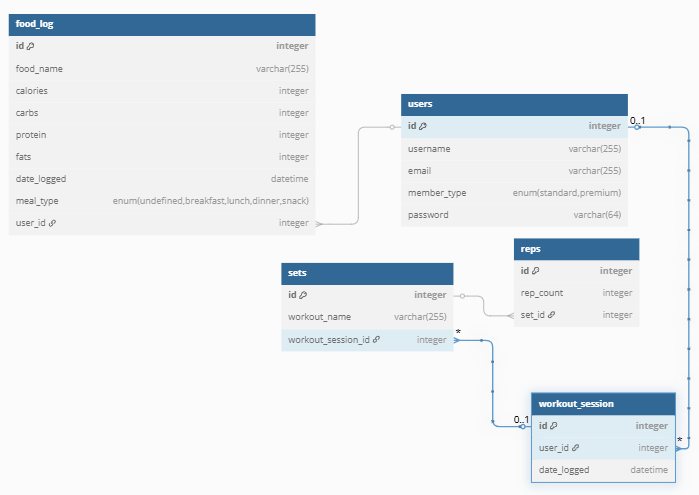 food_log
id integer
food_name varchar(255)
calories integer
carbs integer
protein integer
fats integer
date_logged datetime
meal_type enum(undefined,breakfast,lunch,dinner,snack)
user_id integer
users
id integer
username varchar(255)
email varchar(255)
member_type enum(standard,premium)
password varchar(64)
0..1
reps
id integer
rep_count integer
set_id integer
sets
id integer
workout_name varchar(255)
workout_session_id integer
*
0..1
workout_session
id integer
user_id integer
date_logged datetime
*